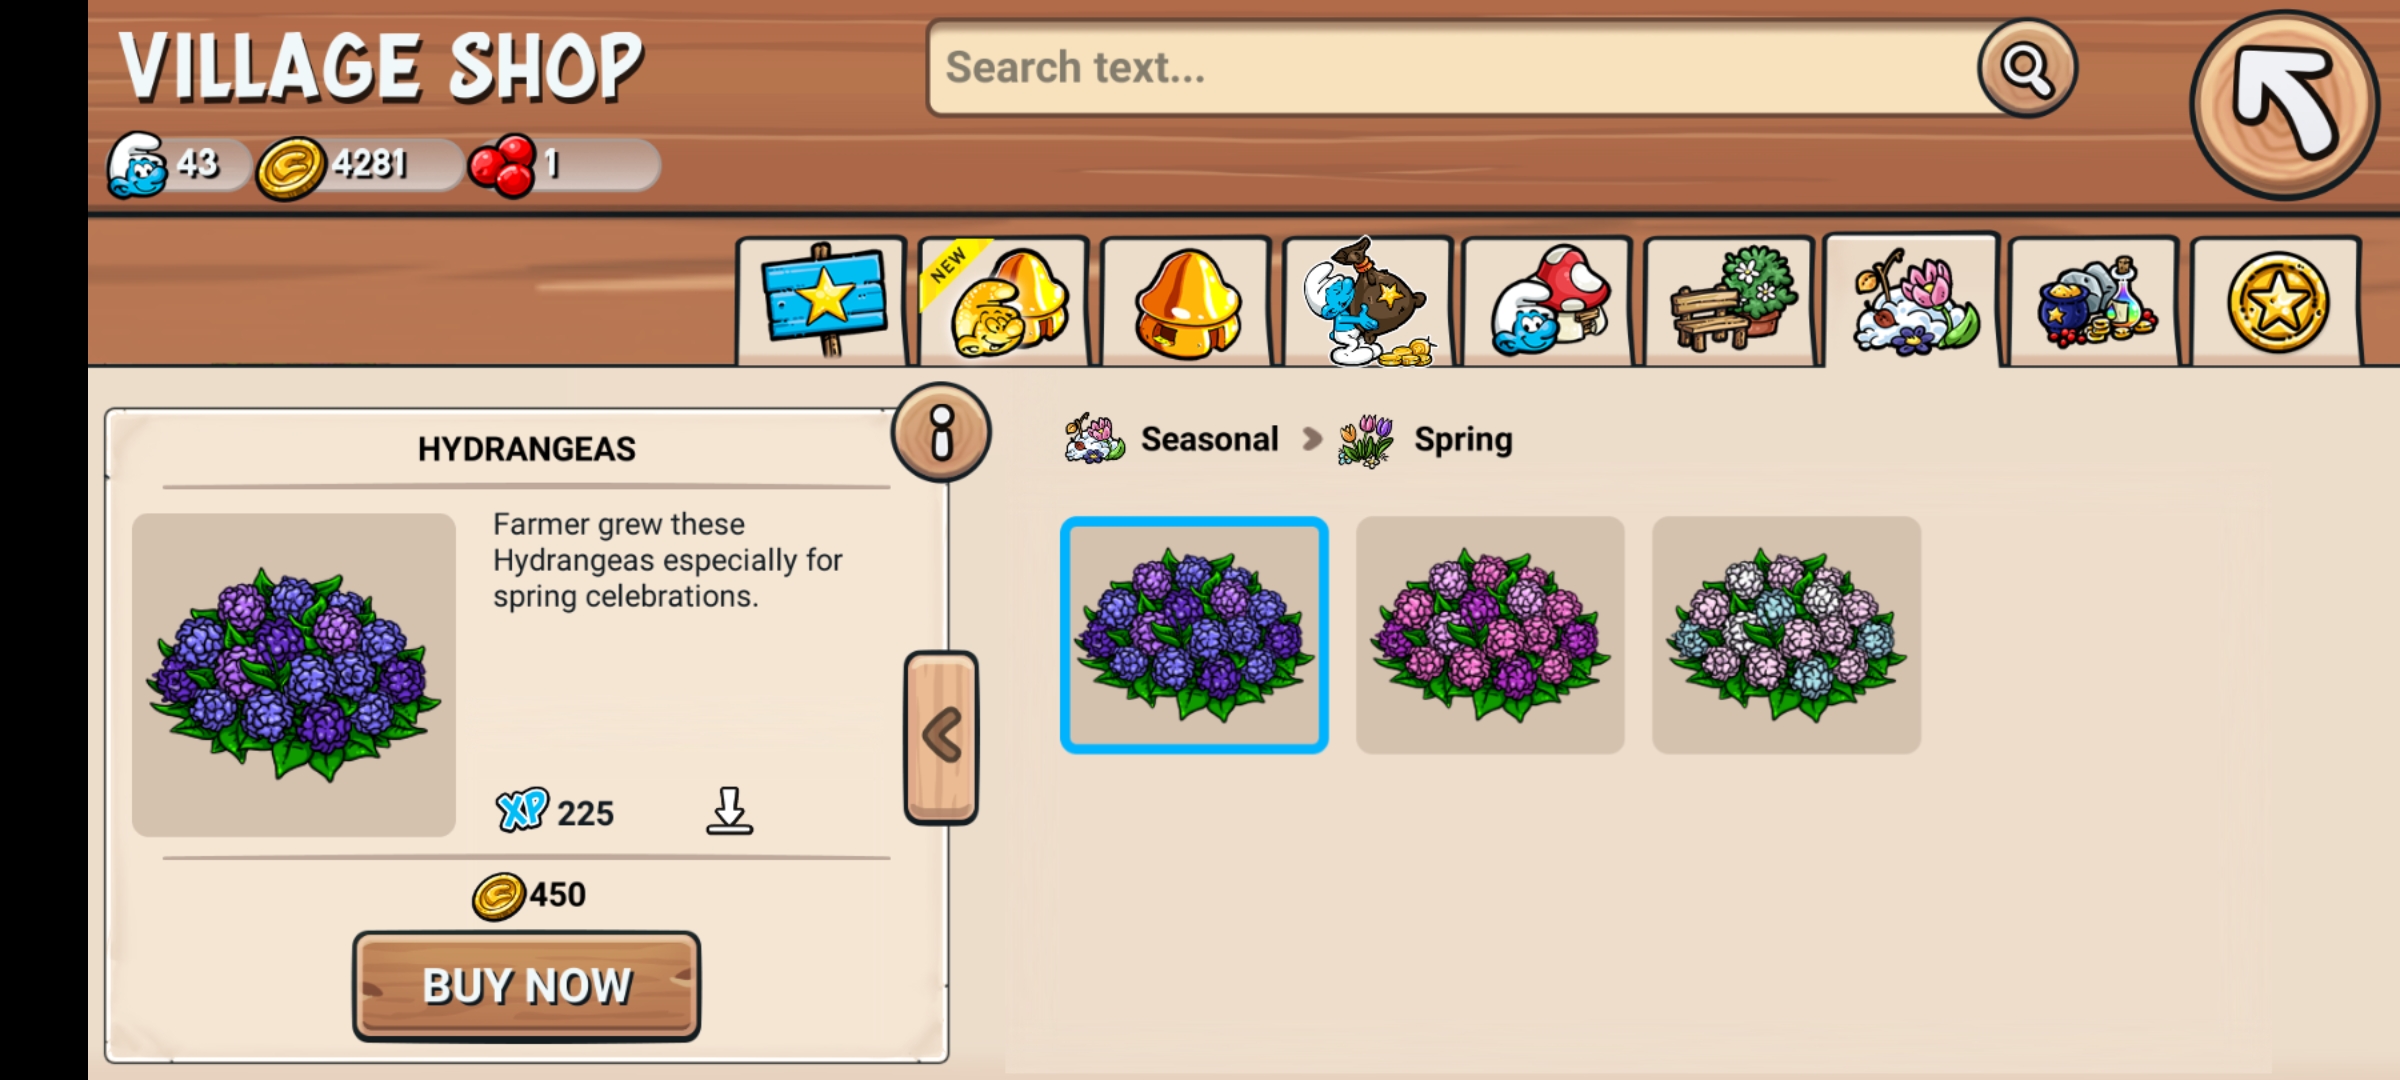 VILLAGE SHOP
Search text...
43
4281
1
NEW
HYDRANGEAS
Farmer grew these
Hydrangeas especially for
spring celebrations.
XP 225
450
BUY NOW
Seasonal
Spring